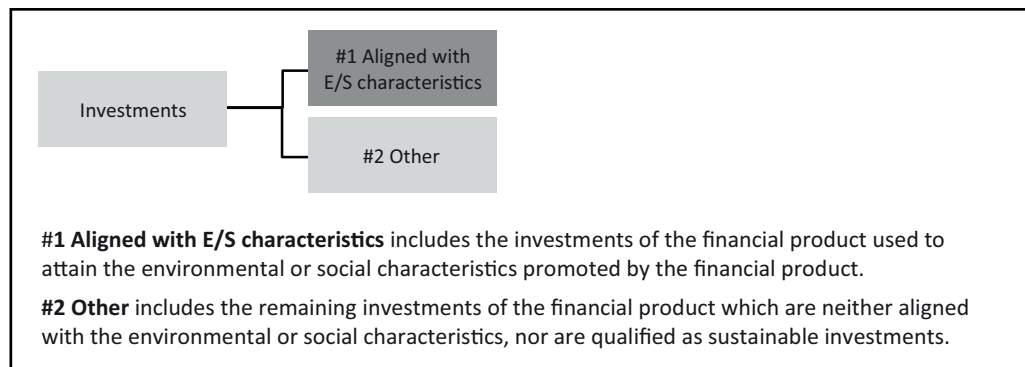 #1 Aligned with
E/S characteristics
Investments
#2 Other
#1 Aligned with E/S characteristics includes the investments of the financial product used to
attain the environmental or social characteristics promoted by the financial product.
#2 Other includes the remaining investments of the financial product which are neither aligned
with the environmental or social characteristics, nor are qualified as sustainable investments.